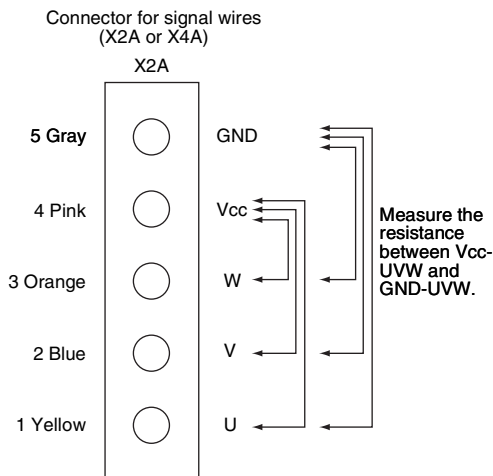 Connector for signal wires
(X2A or X4A)
X2A
5 Gray
GND
4 Pink
Vcc
3 Orange
W
2 Blue
V
1 Yellow
U
Measure the
resistance
between Vcc-
UVW and
GND-UVW.